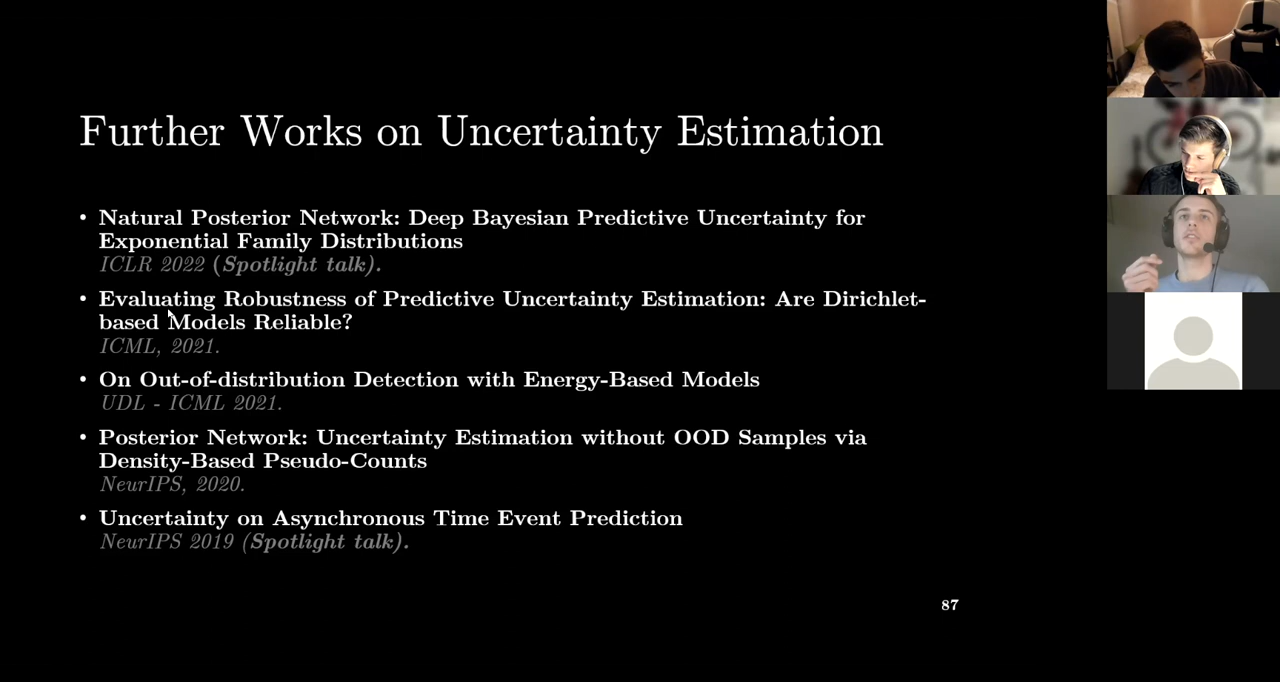 Further Works on Uncertainty Estimation
• Natural Posterior Network: Deep Bayesian Predictive Uncertainty for
Exponential Family Distributions
ICLR 2022 (Spotlight talk).
• Evaluating Robustness of Predictive Uncertainty Estimation: Are Dirichlet-
based Models Reliable?
ICML, 2021.
• On Out-of-distribution Detection with Energy-Based Models
UDL - ICML 2021.
• Posterior Network: Uncertainty Estimation without OOD Samples via
Density-Based Pseudo-Counts
NeurIPS, 2020.
• Uncertainty on Asynchronous Time Event Prediction
NeurIPS 2019 (Spotlight talk).
87